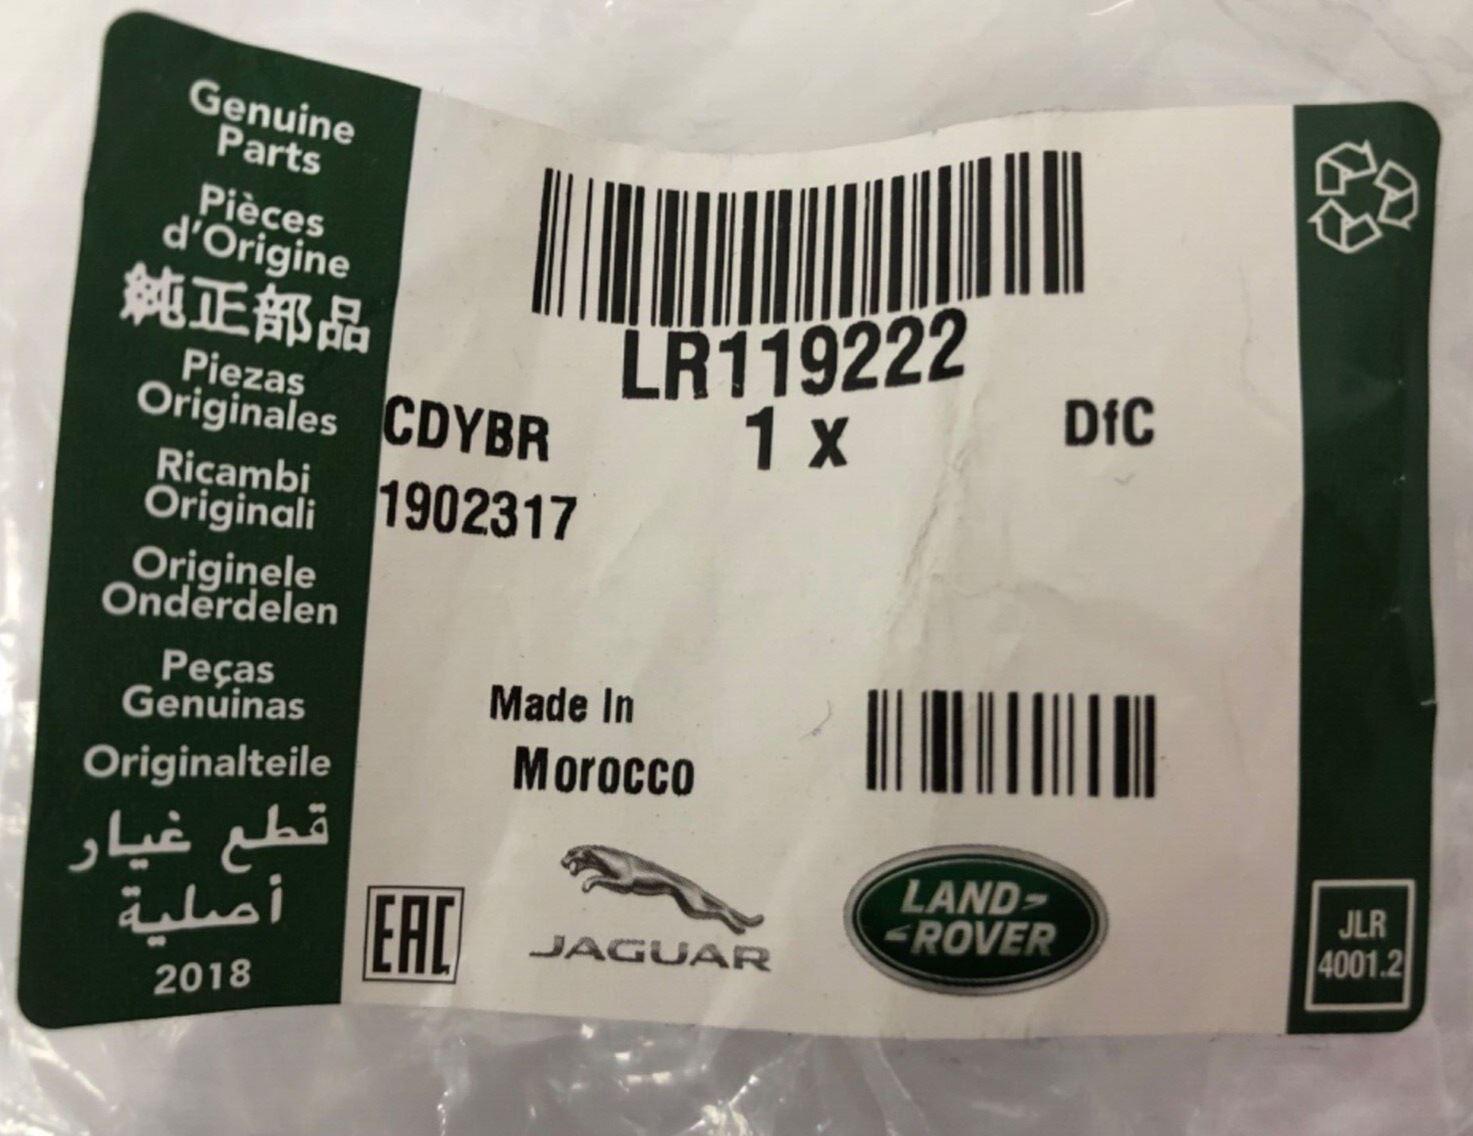 Genuine
Parts
Pièces
d'Origine
純正部品
Piezas
Originales
Ricambi
Originali
Originele
Onderdelen
Peças
Genuinas
Originalteile
قطع غيار
أصلية
2018
LR119222
CDYBR
1 x
DfC
1902317
Made In
Morocco
EAC
JAGUAR
LAND-
-ROVER
JLR
4001.2